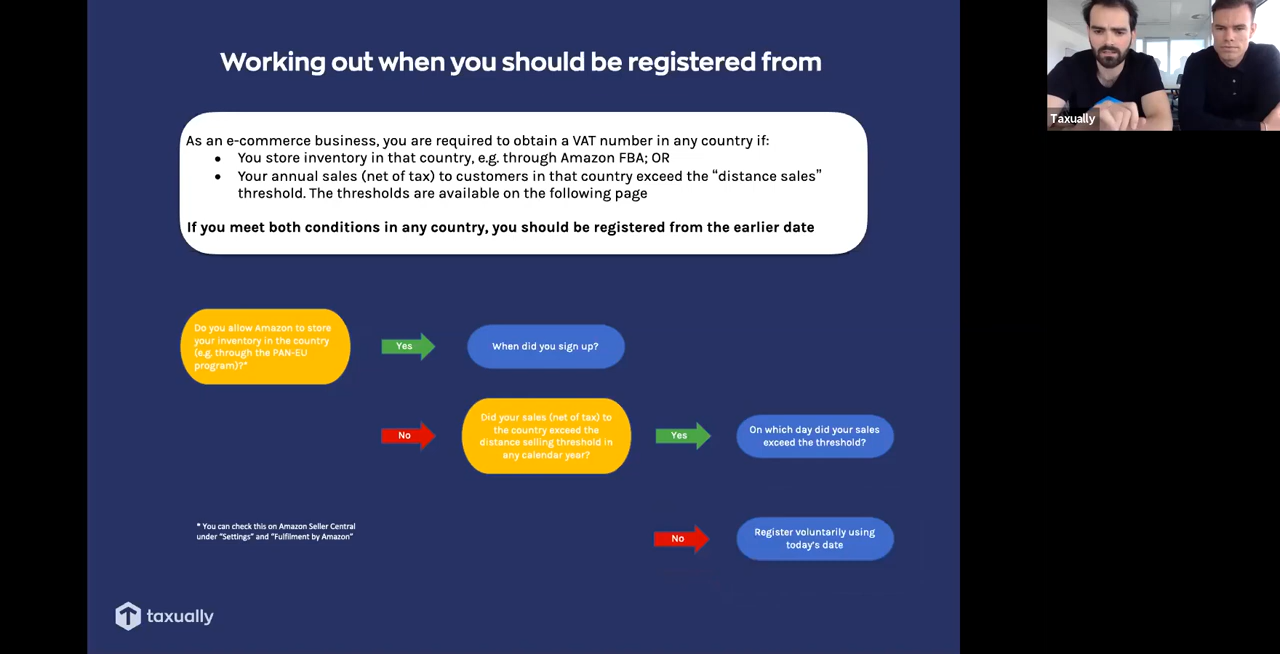 Working out when you should be registered from
As an e-commerce business, you are required to obtain a VAT number in any country if:
• You store inventory in that country, e.g. through Amazon FBA; OR
• Your annual sales (net of tax) to customers in that country exceed the “distance sales”
threshold. The thresholds are available on the following page
If you meet both conditions in any country, you should be registered from the earlier date
Do you allow Amazon to store
your inventory in the country
(e.g. through the PAN-EU
program)?*
Yes
When did you sign up?
No
Did your sales (net of tax) to
the country exceed the
distance selling threshold in
any calendar year?
Yes
On which day did your sales
exceed the threshold?
No
Register voluntarily using
today's date
* You can check this on Amazon Seller Central
under "Settings" and "Fulfilment by Amazon"
taxually
Taxually